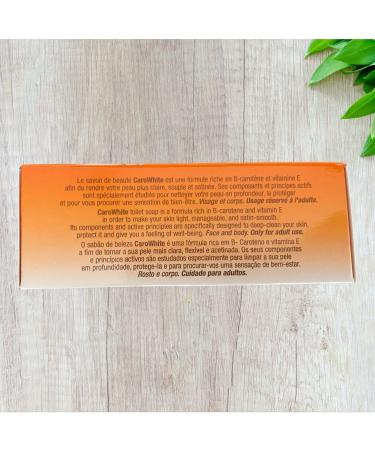 Le savon de beauté CaroWhite est une formule riche en B-carotène et vitamine E
afin de rendre votre peau plus claire, souple et satinée. Ses composants et principes actifs
sont spécialement étudiés pour nettoyer votre peau en profondeur, la protéger
et pour vous procurer une sensation de bien-être. Visage et corps. Usage réservé à l'adulte.
CaroWhite toilet soap is a formula rich in B-carotene and vitamin E
in order to make your skin light, manageable, and satin-smooth.
Its components and active principles are specifically designed to deep-clean your skin,
protect it and give you a feeling of well-being. Face and body. Only for adult use.
O sabão de beleza CaroWhite é uma fórmula rica em B- Caroteno e vitamina E
a fim de tornar a sua pele mais clara, flexível e acetinada. Os seus componentes
e princípios activos são estudados especialmente para limpar a sua pele
em profundidade, protege-la e para procurar-vos uma sensação de bem-estar.
Rosto e corpo. Cuidado para adultos.